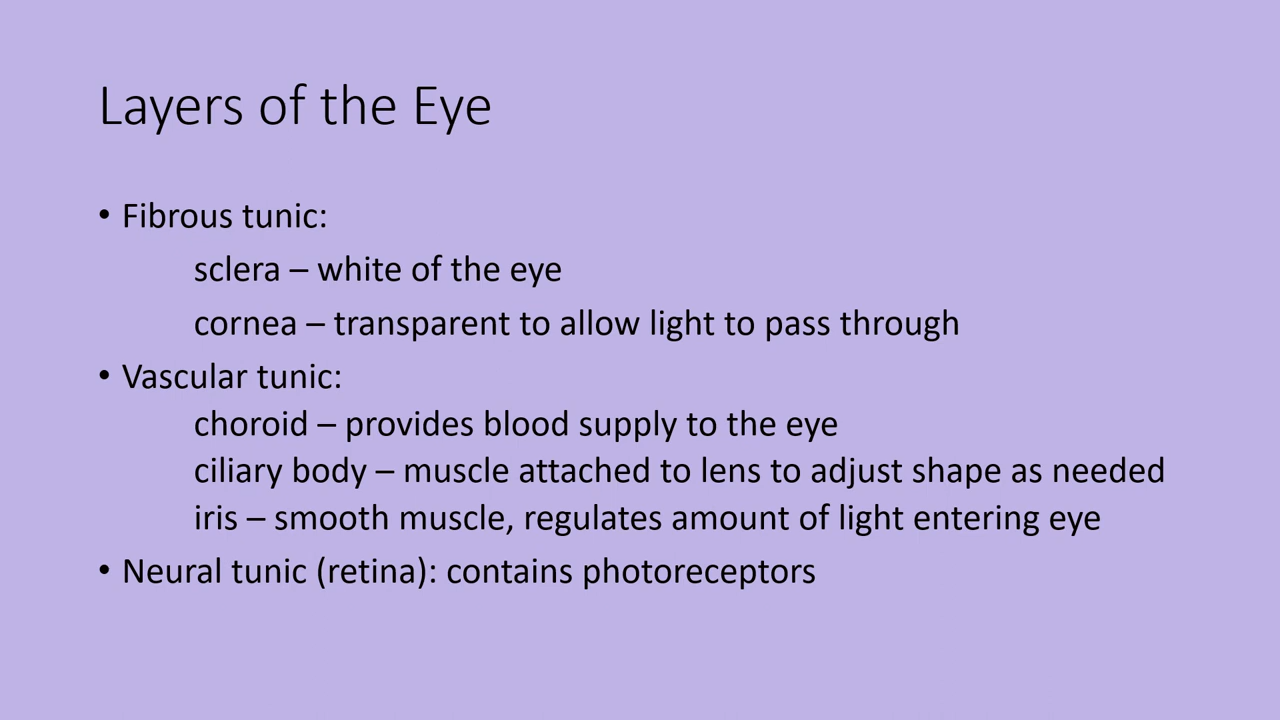 Layers of the Eye
• Fibrous tunic:
sclera – white of the eye
cornea – transparent to allow light to pass through
• Vascular tunic:
choroid – provides blood supply to the eye
ciliary body – muscle attached to lens to adjust shape as needed
iris – smooth muscle, regulates amount of light entering eye
• Neural tunic (retina): contains photoreceptors